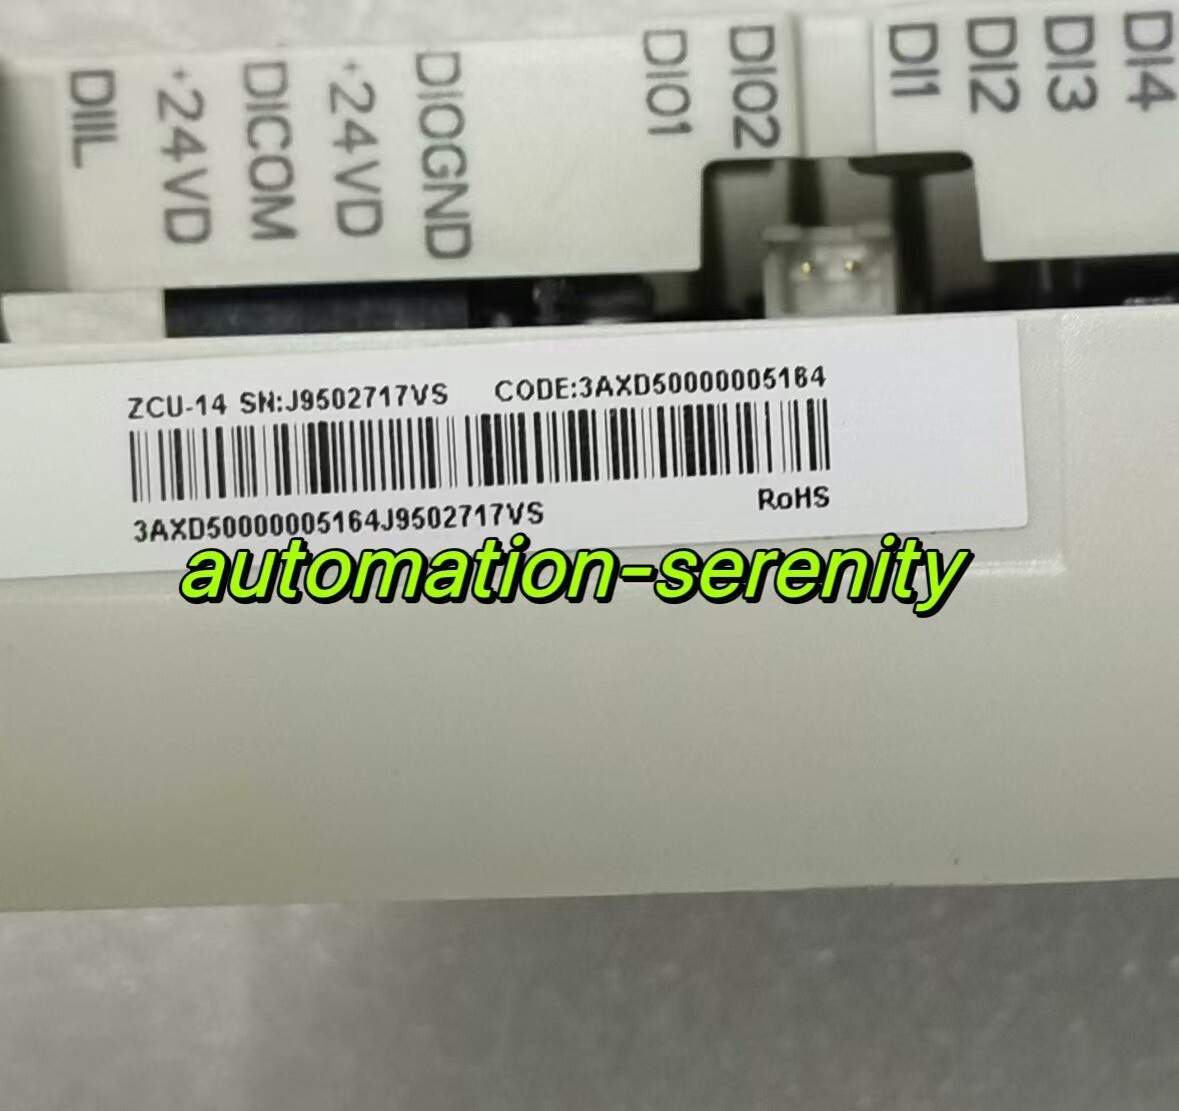 DIIL
+24VD
DICOM
+24VD
DIOGND
DIO1
DIO2
DI1
DI2
DI3
DI4
ZCU-14 SN:J9502717VS CODE:3AXD50000005164
3AXD50000005164J9502717VS
RoHS
automation-serenity